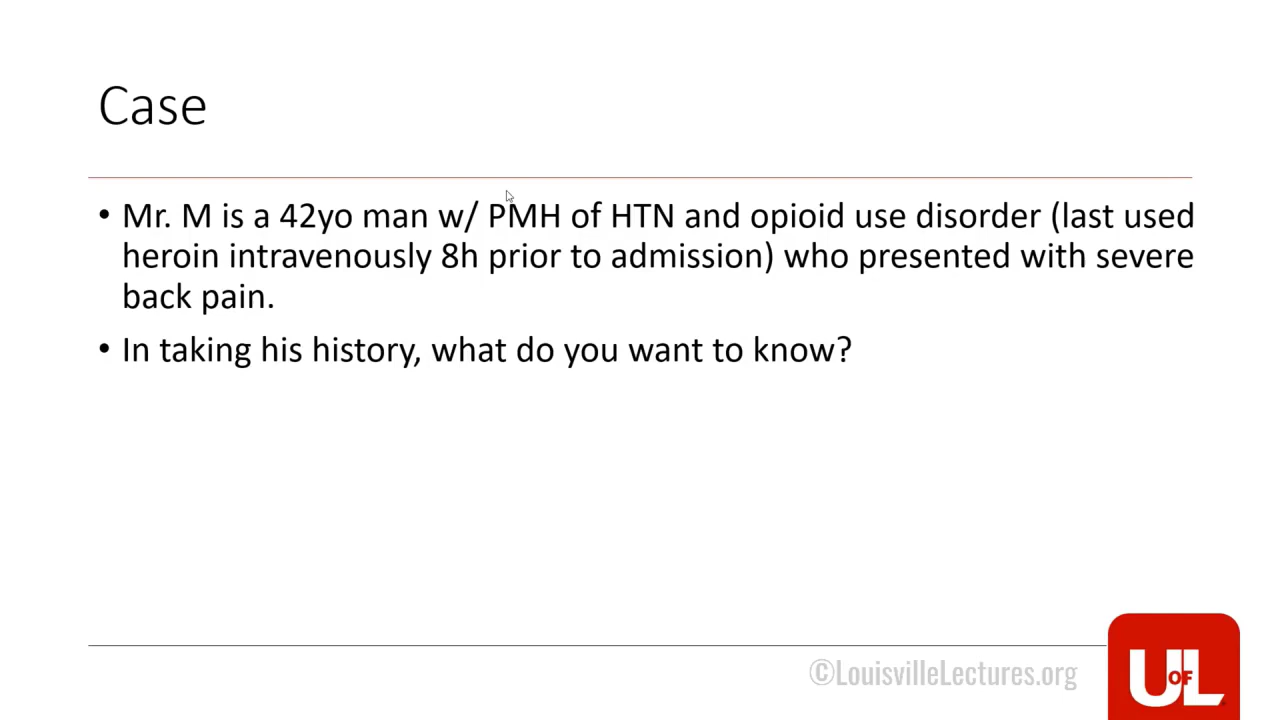 Case
• Mr. M is a 42yo man w/ PMH of HTN and opioid use disorder (last used
heroin intravenously 8h prior to admission) who presented with severe
back pain.
• In taking his history, what do you want to know?
©LouisvilleLectures.org
U OF L